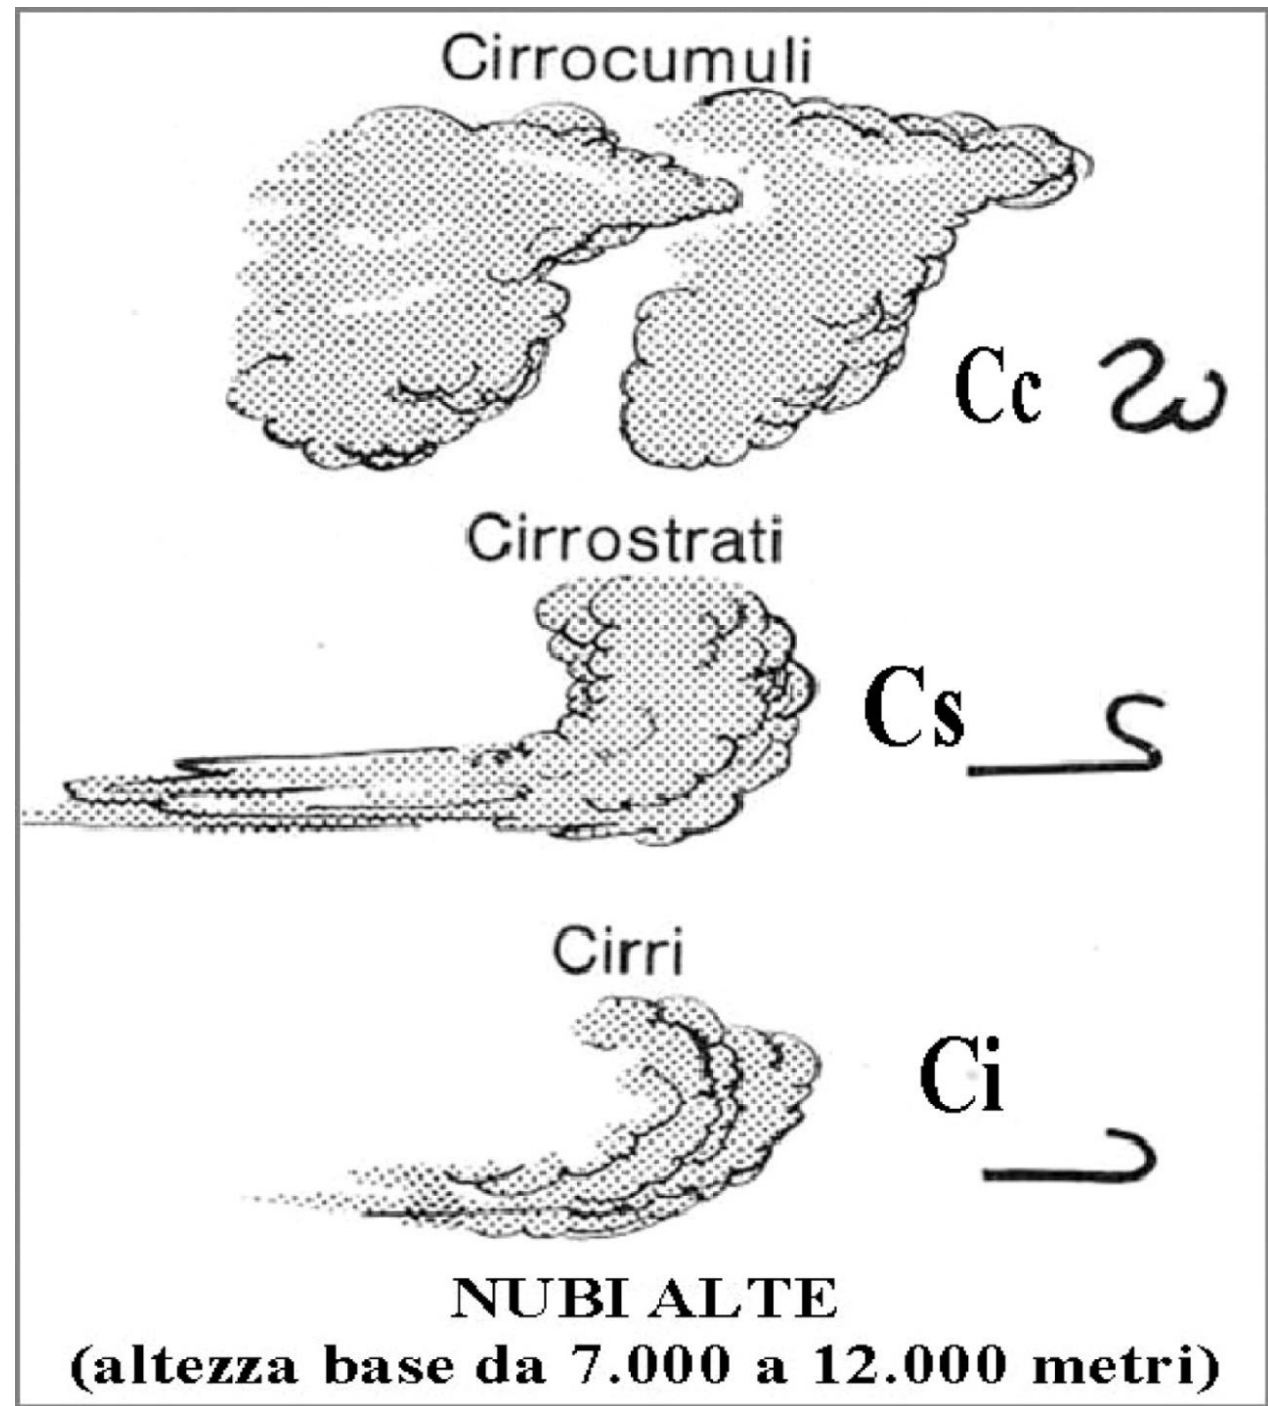 Cirrocumuli
Cc
Cirrostrati
Cs
Cirri
Ci
NUBI ALTE
(altezza base da 7.000 a 12.000 metri)